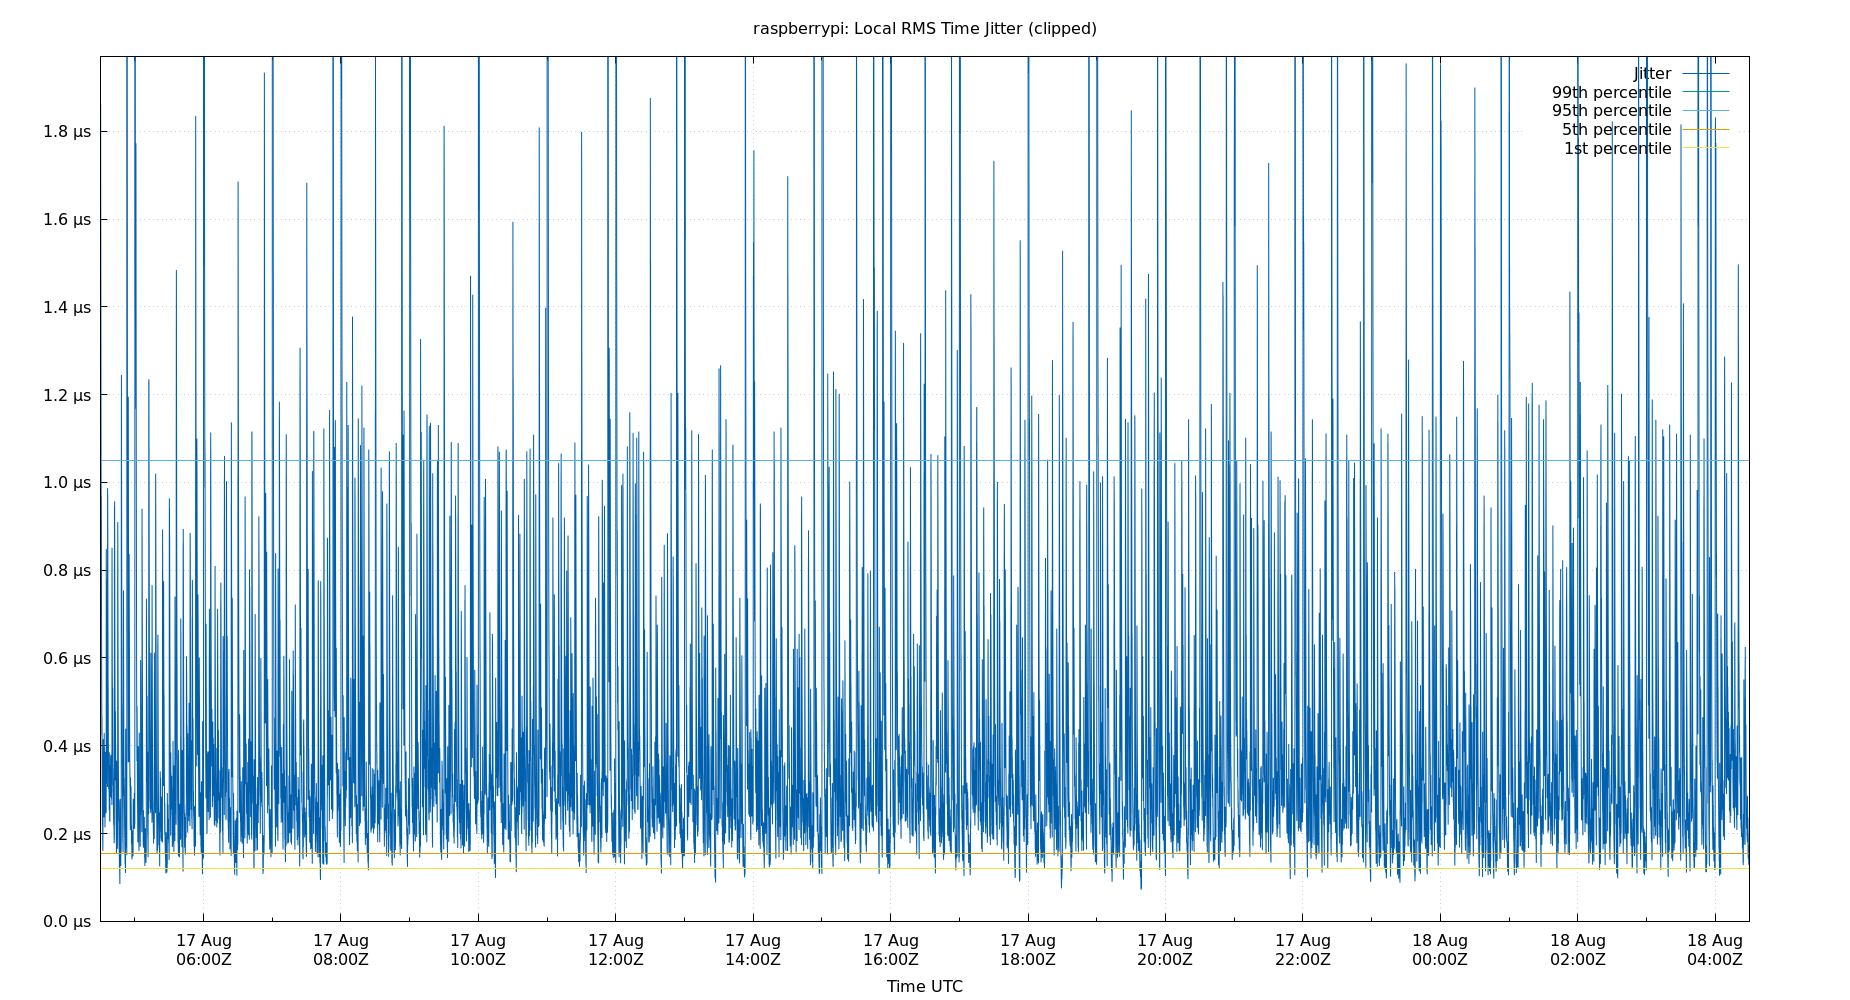 raspberrypi: Local RMS Time Jitter (clipped)
Jitter
99th percentile
95th percentile
5th percentile
1st percentile
1.8 μs
1.6 μs
1.4 μs
1.2 μs
1.0 μs
0.8 μs
0.6 μs
0.4 μs
0.2 μs
0.0 μs
17 Aug 17 Aug 17 Aug 17 Aug 17 Aug 17 Aug 17 Aug 17 Aug 17 Aug 18 Aug 18 Aug 18 Aug
06:00Z 08:00Z 10:00Z 12:00Z 14:00Z 16:00Z 18:00Z 20:00Z 22:00Z 00:00Z 02:00Z 04:00Z
Time UTC